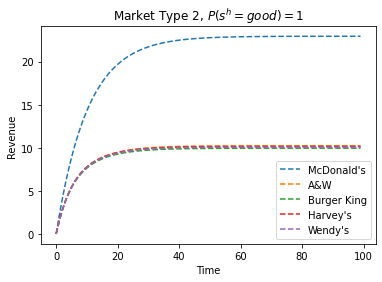 Market Type 2, P(s^h = good) = 1
Revenue
20
15
10
5
0
McDonald's
A&W
Burger King
Harvey's
Wendy's
0
20
40
60
80
100
Time